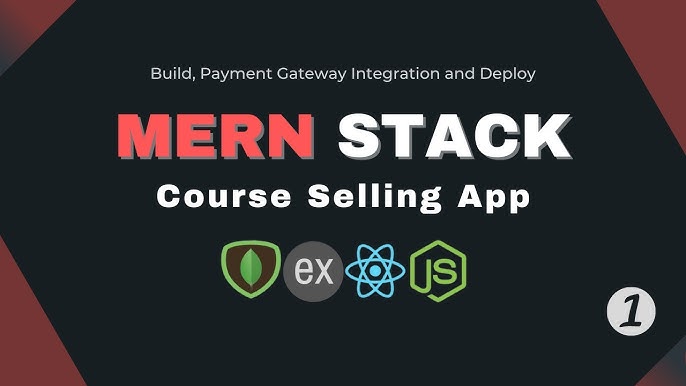 Build, Payment Gateway Integration and Deploy
MERN STACK
Course Selling App
ex
JS
1